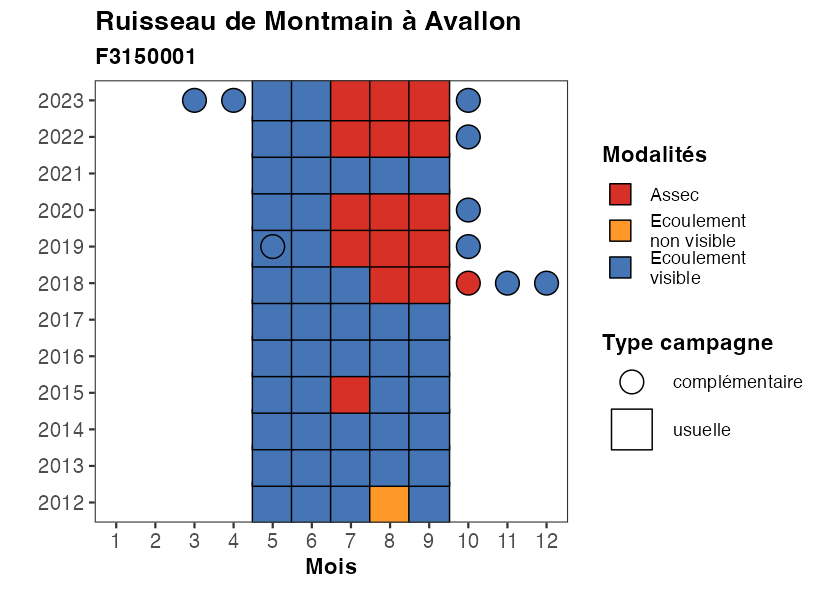 Ruisseau de Montmain à Avallon
F3150001
2023
2022
2021
2020
2019
2018
2017
2016
2015
2014
2013
2012
1 2 3 4 5 6 7 8 9 10 11 12
Mois
Modalités
Assec
Ecoulement
non visible
Ecoulement
visible
Type campagne
complémentaire
usuelle